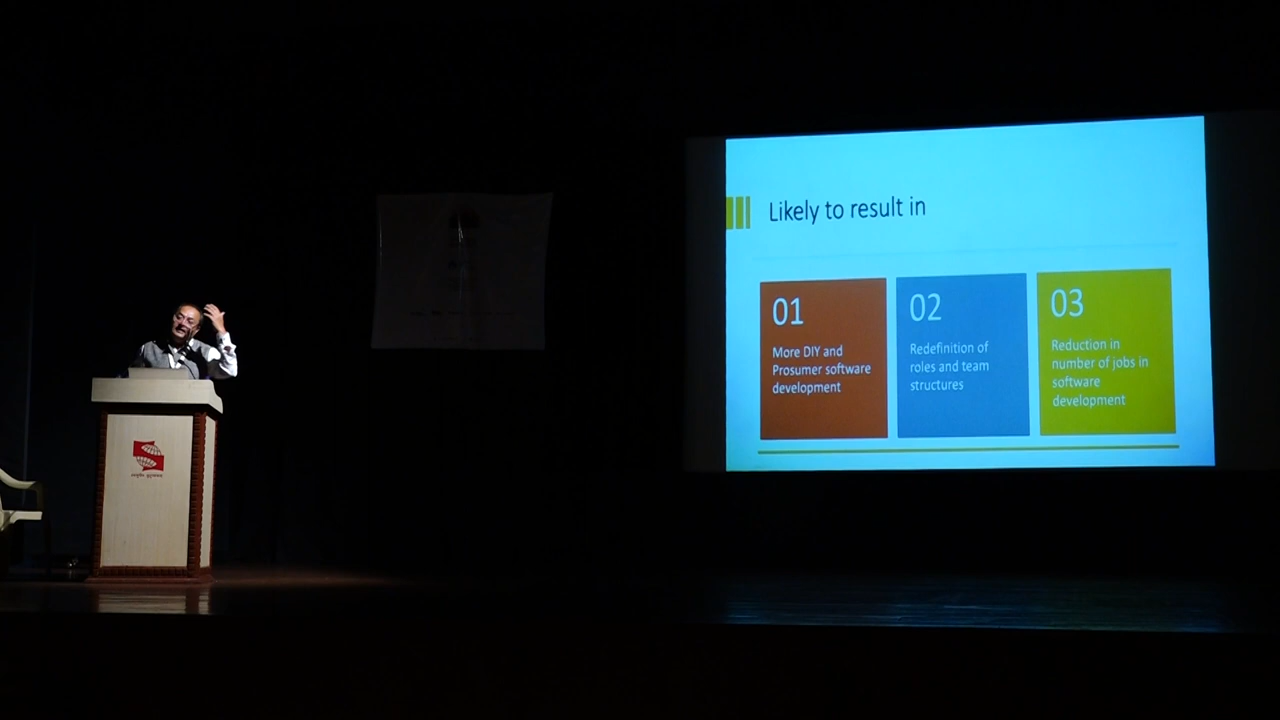 Likely to result in
01
More DIY and
Prosumer software
development
02
Redefinition of
roles and team
structures
03
Reduction in
number of jobs in
software
development